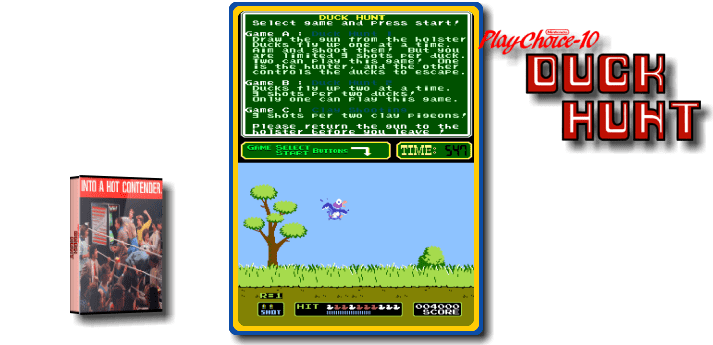 DUCK HUNT
Select game and press start!
Game A :
Draw the gun from the holster
Ducks fly up one at a time.
Aim and shoot them! But you
are limited 3 shots per duck.
Two can play this game! One
is the hunter, and the other
controls the ducks to escape.
Game B :
Ducks fly up two at a time.
3 shots per two ducks!
Only one can play this game.
Game C :
3 shots per two clay pigeons!
Please return the gun to the
holster before you leave !
GAME SELECT
START BUTTONS
TIME: 547
R=1
SHOT
HIT
004000
SCORE
Nintendo
PlayChoice-10
DUCK
HUNT
INTO A HOT CONTENDER.